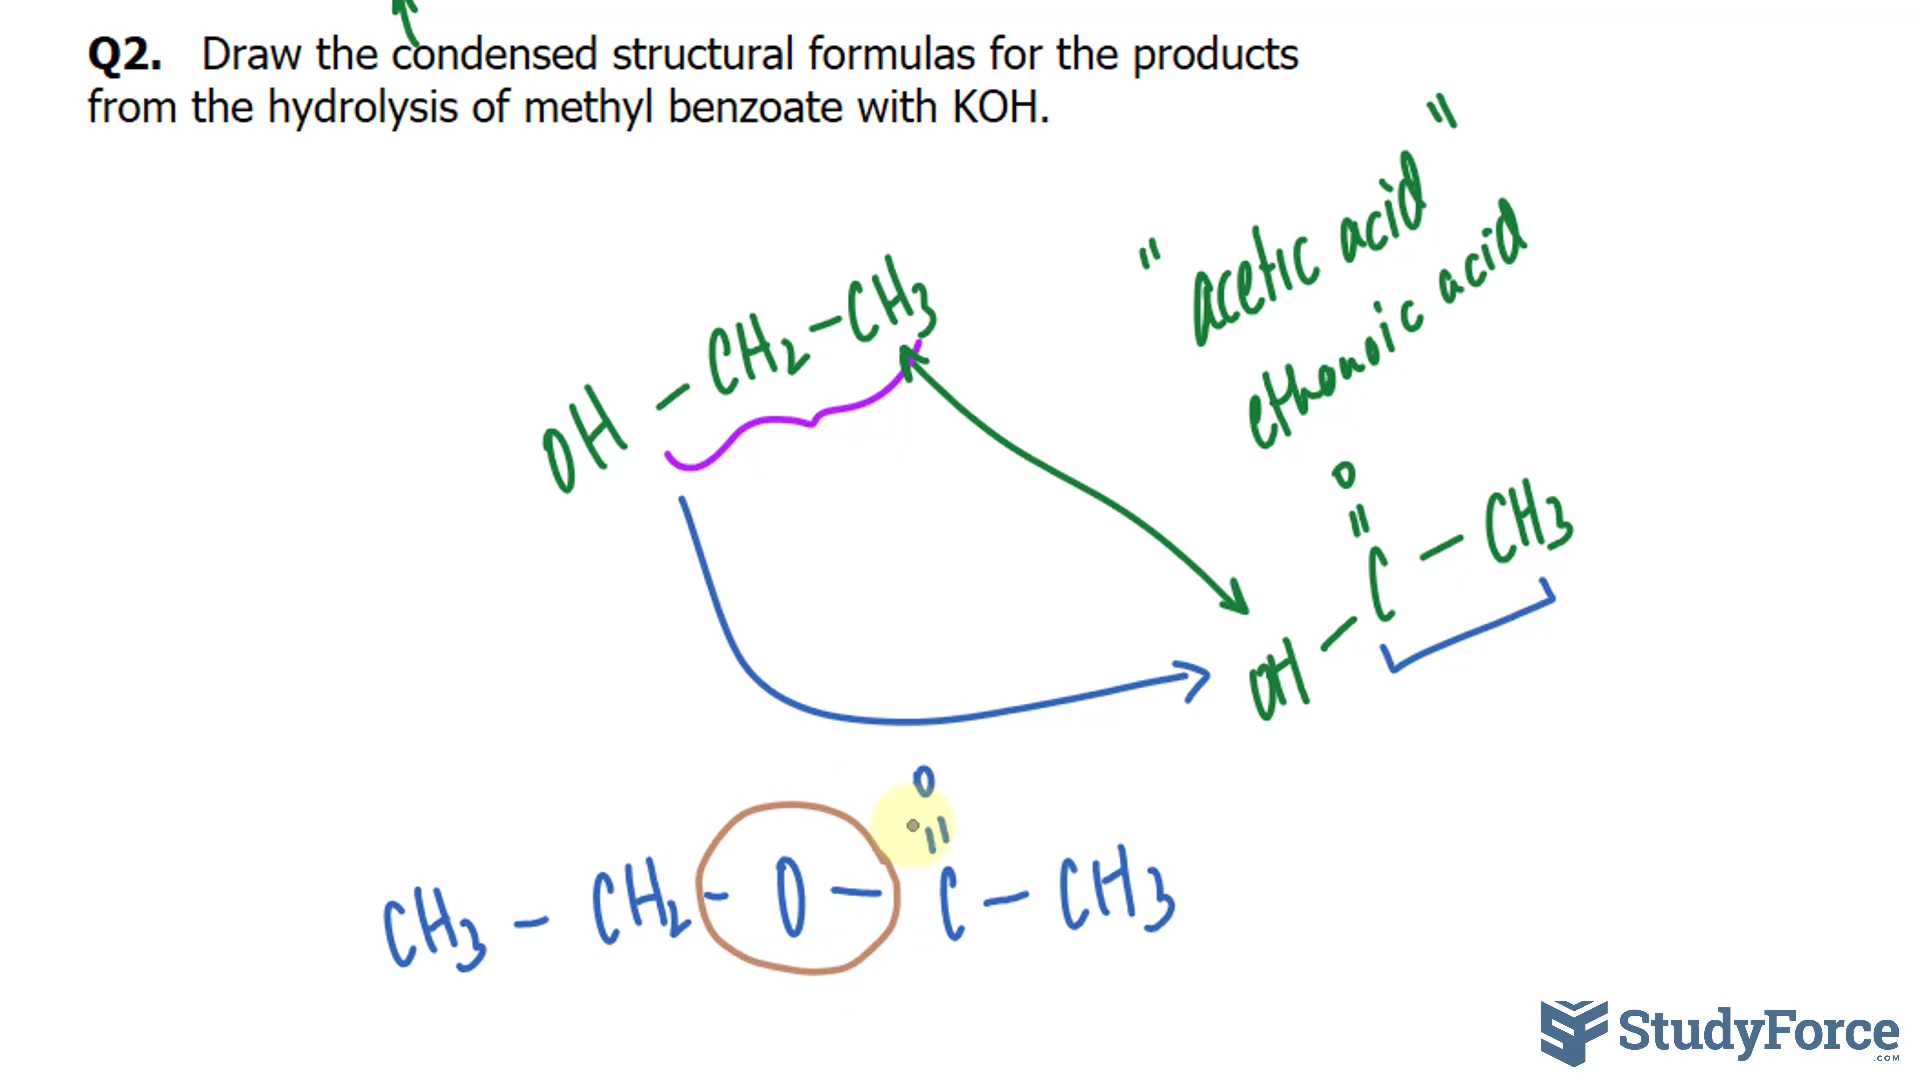 Q2. Draw the condensed structural formulas for the products
from the hydrolysis of methyl benzoate with KOH.
" acetic acid "
ethanoic acid
OH – CH2 – CH3
O
||
OH – C – CH3
O
||
CH3 – CH2 – O – C – CH3
StudyForce
.COM